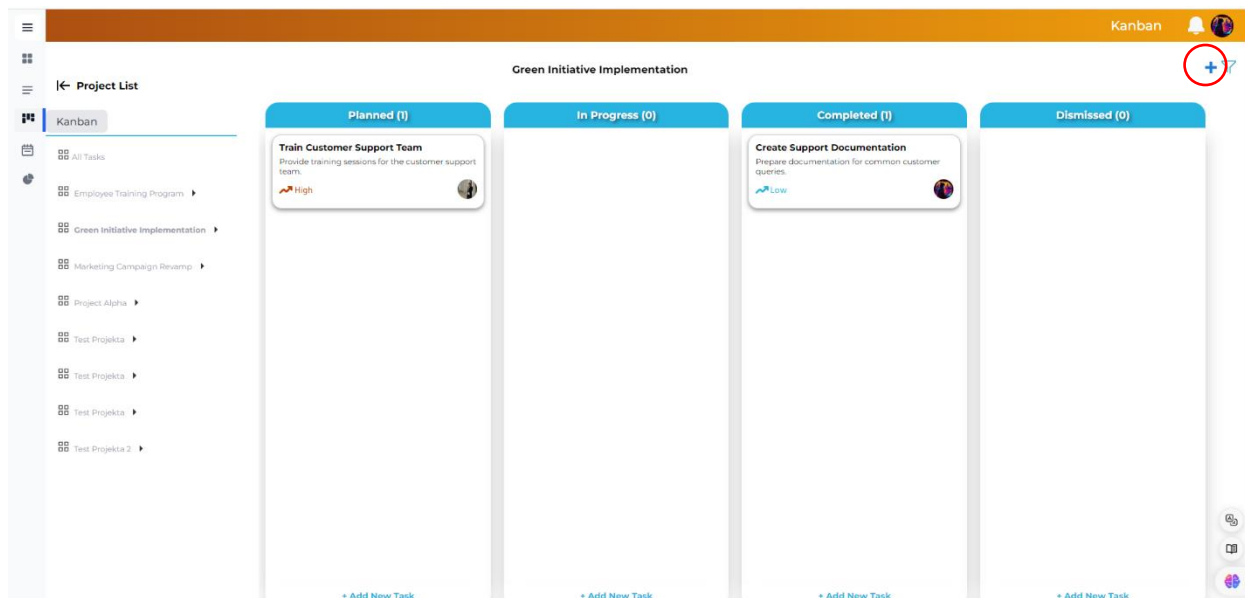 Kanban
Green Initiative Implementation
Project List
Kanban
All Tasks
Employee Training Program
Green Initiative Implementation
Marketing Campaign Revamp
Project Alpha
Test Projekta
Test Projekta
Test Projekta
Test Projekta 2
Planned (1)
Train Customer Support Team
Provide training sessions for the customer support
team.
High
+ Add New Task
In Progress (0)
+ Add New Task
Completed (1)
Create Support Documentation
Prepare documentation for common customer
queries.
Low
+ Add New Task
Dismissed (0)
+ Add New Task